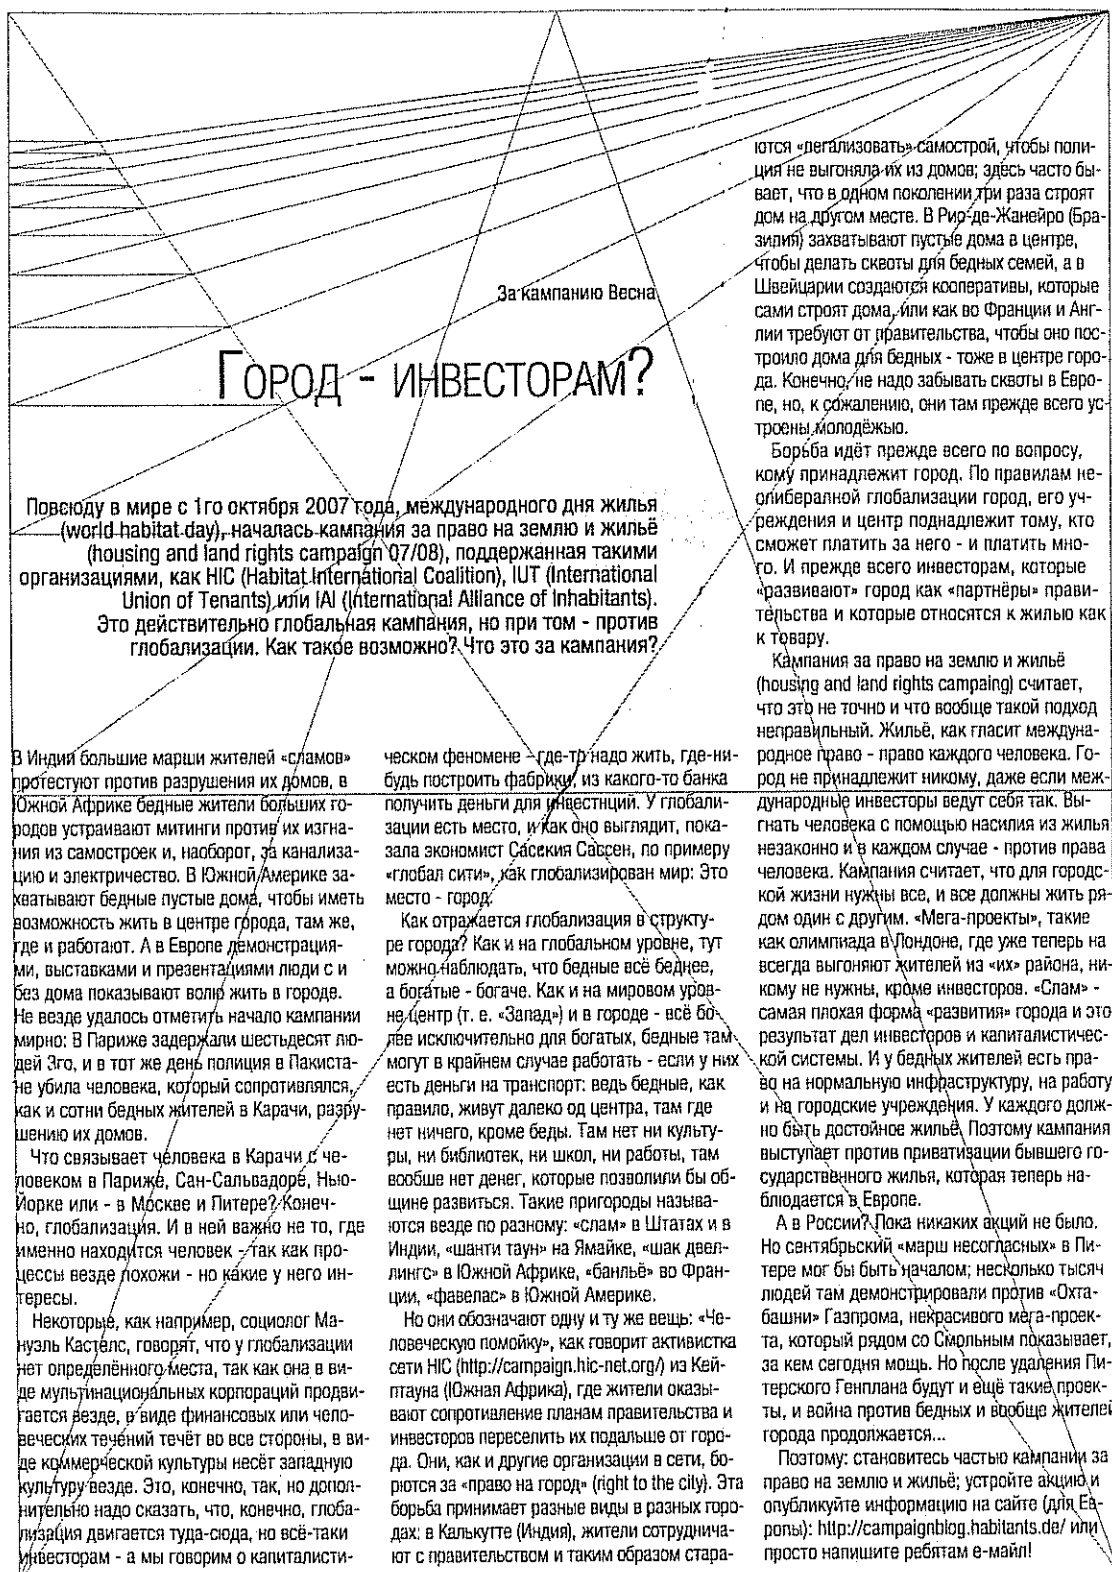 За кампанию Весна
Город - инвесторам?
Повсюду в мире с 1го октября 2007 года, международного дня жилья
(world habitat day), началась кампания за право на землю и жильё
(housing and land rights campaign 07/08), поддержанная такими
организациями, как HIC (Habitat International Coalition), IUT (International
Union of Tenants) или IAI (International Alliance of Inhabitants).
Это действительно глобальная кампания, но при том - против
глобализации. Как такое возможно? Что это за кампания?
В Индии большие марши жителей «сламов»
протестуют против разрушения их домов, в
Южной Африке бедные жители больших го-
родов устраивают митинги против их изгна-
ния из самостроек и, наоборот, за канализа-
цию и электричество. В Южной Америке за-
хватывают бедные пустые дома, чтобы иметь
возможность жить в центре города, там же,
где и работают. А в Европе демонстрация-
ми, выставками и презентациями люди с и
без дома показывают волю жить в городе.
Не везде удалось отметить начало кампании
мирно: В Париже задержали шестьдесят лю-
дей 3го, и в тот же день полиция в Пакиста-
не убила человека, который сопротивлялся,
как и сотни бедных жителей в Карачи, разру-
шению их домов.
Что связывает человека в Карачи с че-
ловеком в Париже, Сан-Сальвадоре, Нью-
Йорке или - в Москве и Питере? Конеч-
но, глобализация. И в ней важно не то, где
именно находится человек - так как про-
цессы везде похожи - но какие у него ин-
тересы.
Некоторые, как например, социолог Ма-
нуэль Кастелс, говорят, что у глобализации
нет определённого места, так как она в ви-
де мультинациональных корпораций продви-
гается везде, в виде финансовых или чело-
веческих течений течёт во все стороны, в ви-
де коммерческой культуры несёт западную
культуру везде. Это, конечно, так, но допол-
нительно надо сказать, что, конечно, глоба-
лизация двигается туда-сюда, но всё-таки
инвесторам - а мы говорим о капиталисти-
ческом феномене - где-то надо жить, где-ни-
будь построить фабрики, из какого-то банка
получить деньги для инвестиций. У глобали-
зации есть место, и как оно выглядит, пока-
зала экономист Сасския Сассен, по примеру
«глобал сити», как глобализирован мир: Это
место - город.
Как отражается глобализация в структу-
ре города? Как и на глобальном уровне, тут
можно наблюдать, что бедные всё беднее,
а богатые - богаче. Как и на мировом уров-
не центр (т. е. «Запад») и в городе - всё бо-
лее исключительно для богатых, бедные там
могут в крайнем случае работать - если у них
есть деньги на транспорт: ведь бедные, как
правило, живут далеко од центра, там где
нет ничего, кроме беды. Там нет ни культу-
ры, ни библиотек, ни школ, ни работы, там
вообше нет денег, которые позволили бы об-
щине развиться. Такие пригороды называ-
ются везде по разному: «слам» в Штатах и в
Индии, «шанти таун» на Ямайке, «шак двел-
лингс» в Южной Африке, «банльё» во Фран-
ции, «фавелас» в Южной Америке.
Но они обозначают одну и ту же вещь: «Че-
ловеческую помойку», как говорит активистка
сети HIC (http://campaign.hic-net.org/) из Кей-
птауна (Южная Африка), где жители оказы-
вают сопротивление планам правительства и
инвесторов переселить их подальше от горо-
да. Они, как и другие организации в сети, бо-
рются за «право на город» (right to the city). Эта
борьба принимает разные виды в разных горо-
дах: в Калькутте (Индия), жители сотруднича-
ют с правительством и таким образом стара-
ются «легализовать» самострой, чтобы поли-
ция не выгоняла их из домов; здесь часто бы-
вает, что в одном поколении три раза строят
дом на другом месте. В Рио-де-Жанейро (Бра-
зилия) захватывают пустые дома в центре,
чтобы делать сквоты для бедных семей, а в
Швейцарии создаются кооперативы, которые
сами строят дома, или как во Франции и Анг-
лии требуют от правительства, чтобы оно пос-
троило дома для бедных - тоже в центре горо-
да. Конечно, не надо забывать сквоты в Евро-
пе, но, к сожалению, они там прежде всего ус-
троены молодёжью.
Борьба идёт прежде всего по вопросу,
кому принадлежит город. По правилам не-
олиберальной глобализации город, его уч-
реждения и центр поднадлежит тому, кто
сможет платить за него - и платить мно-
го. И прежде всего инвесторам, которые
«развивают» город как «партнёры» прави-
тельства и которые относятся к жилью как
к товару.
Кампания за право на землю и жильё
(housing and land rights campaing) считает,
что это не точно и что вообще такой подход
неправильный. Жильё, как гласит междуна-
родное право - право каждого человека. Го-
род не принадлежит никому, даже если меж-
дународные инвесторы ведут себя так. Вы-
гнать человека с помощью насилия из жилья
незаконно и в каждом случае - против права
человека. Кампания считает, что для городс-
кой жизни нужны все, и все должны жить ря-
дом один с другим. «Мега-проекты», такие
как олимпиада в Лондоне, где уже теперь на
всегда выгоняют жителей из «их» района, ни-
кому не нужны, кроме инвесторов. «Слам» -
самая плохая форма «развития» города и это
результат дел инвесторов и капиталистичес-
кой системы. И у бедных жителей есть пра-
во на нормальную инфраструктуру, на работу
и на городские учреждения. У каждого долж-
но быть достойное жильё. Поэтому кампания
выступает против приватизации бывшего го-
сударственного жилья, которая теперь на-
блюдается в Европе.
А в России? Пока никаких акций не было.
Но сентябрьский «марш несогласных» в Пи-
тере мог бы быть началом; несколько тысяч
людей там демонстрировали против «Охта-
башни» Газпрома, некрасивого мега-проек-
та, который рядом со Смольным показывает,
за кем сегодня мощь. Но после удаления Пи-
терского Генплана будут и ещё такие проек-
ты, и война против бедных и вообще жителей
города продолжается...
Поэтому: становитесь частью кампании за
право на землю и жильё; устройте акцию и
опубликуйте информацию на сайте (для Ев-
ропы): http://campaignblog.habitants.de/ или
просто напишите ребятам е-майл!